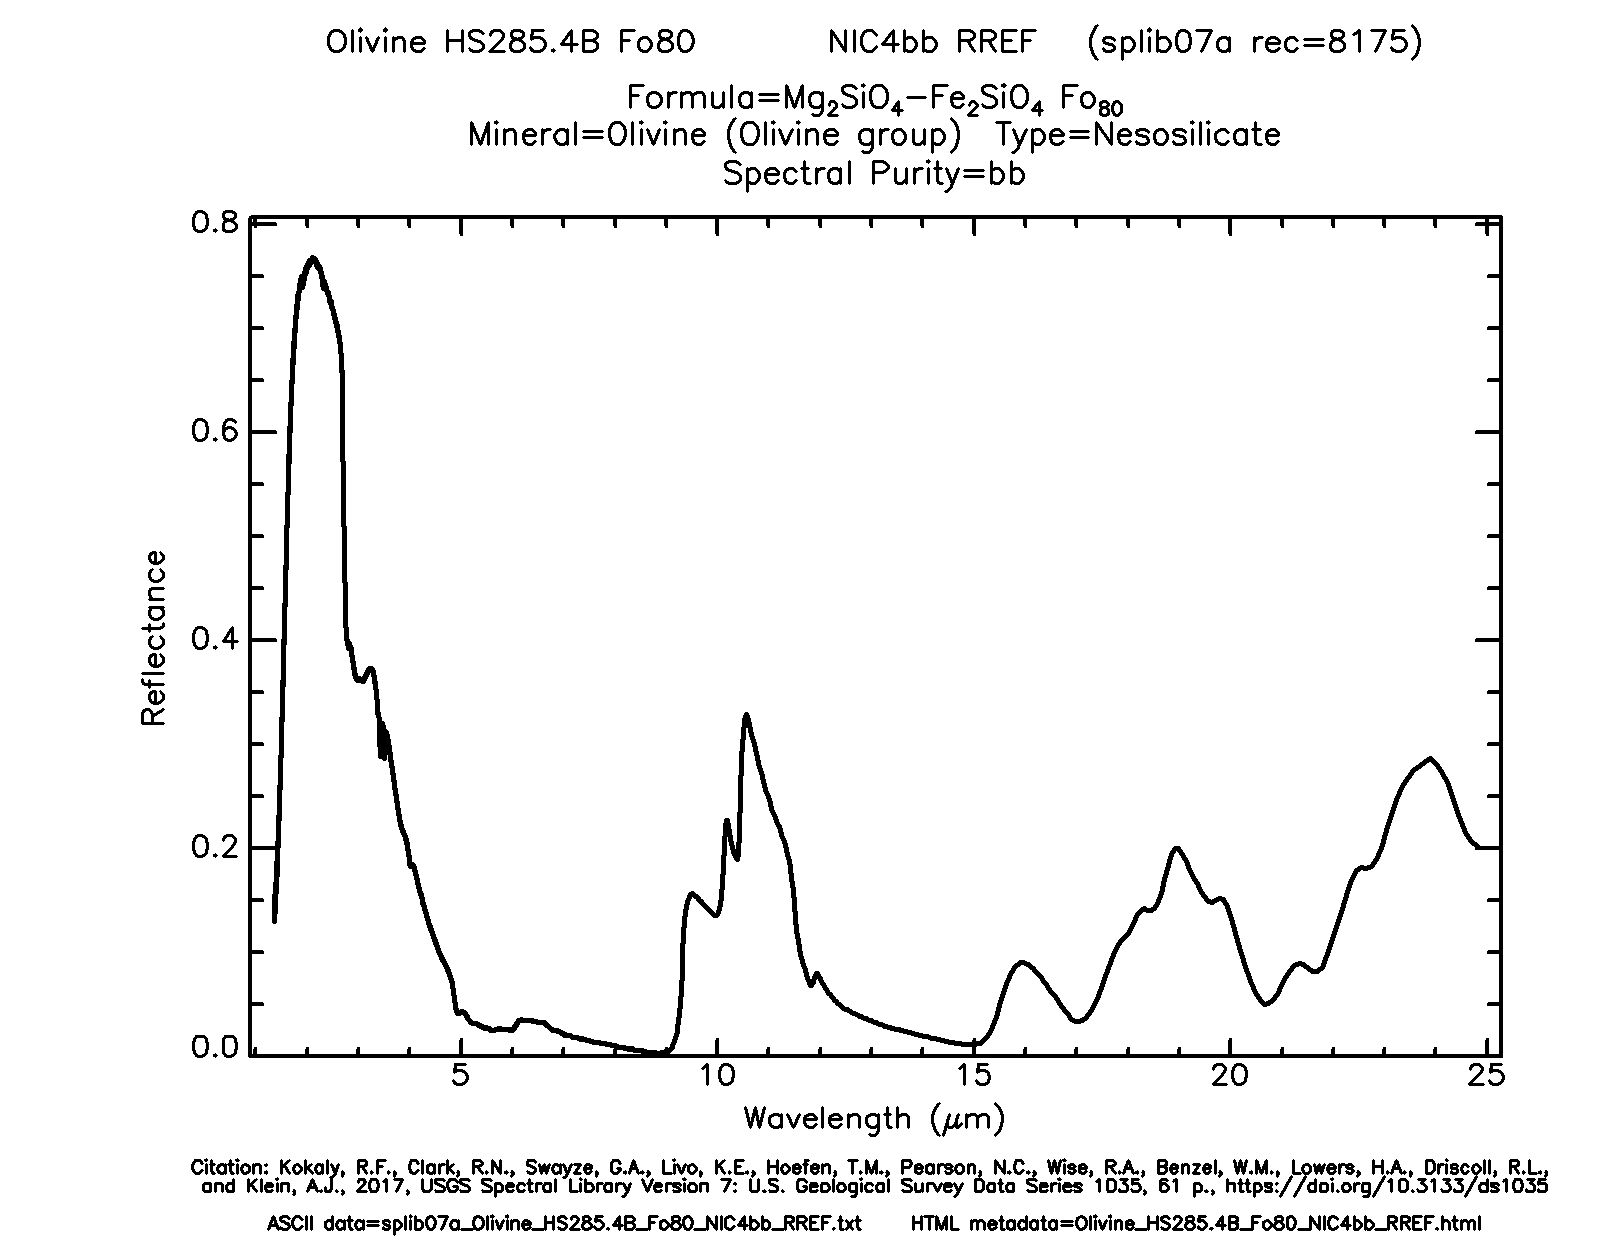 Olivine HS285.4B Fo80 NIC4bb RREF (splib07a rec=8175)
Formula=Mg₂SiO₄−Fe₂SiO₄ Fo₈₀
Mineral=Olivine (Olivine group) Type=Nesosilicate
Spectral Purity=bb
0.8
0.6
0.4
0.2
0.0
Reflectance
5 10 15 20 25
Wavelength (μm)
Citation: Kokaly, R.F., Clark, R.N., Swayze, G.A., Livo, K.E., Hoefen, T.M., Pearson, N.C., Wise, R.A., Benzel, W.M., Lowers, H.A., Driscoll, R.L.,
and Klein, A.J., 2017, USGS Spectral Library Version 7: U.S. Geological Survey Data Series 1035, 61 p., https://doi.org/10.3133/ds1035
ASCII data=splib07a_Olivine_HS285.4B_Fo80_NIC4bb_RREF.txt HTML metadata=Olivine_HS285.4B_Fo80_NIC4bb_RREF.html